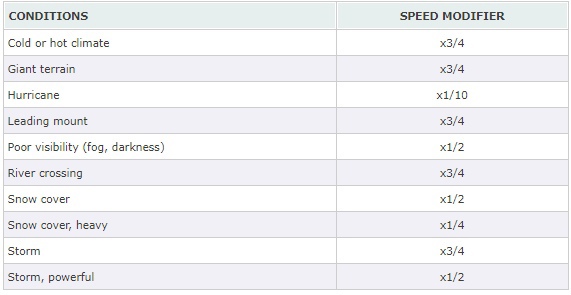 CONDITIONS SPEED MODIFIER
Cold or hot climate x3/4
Giant terrain x3/4
Hurricane x1/10
Leading mount x3/4
Poor visibility (fog, darkness) x1/2
River crossing x3/4
Snow cover x1/2
Snow cover, heavy x1/4
Storm x3/4
Storm, powerful x1/2